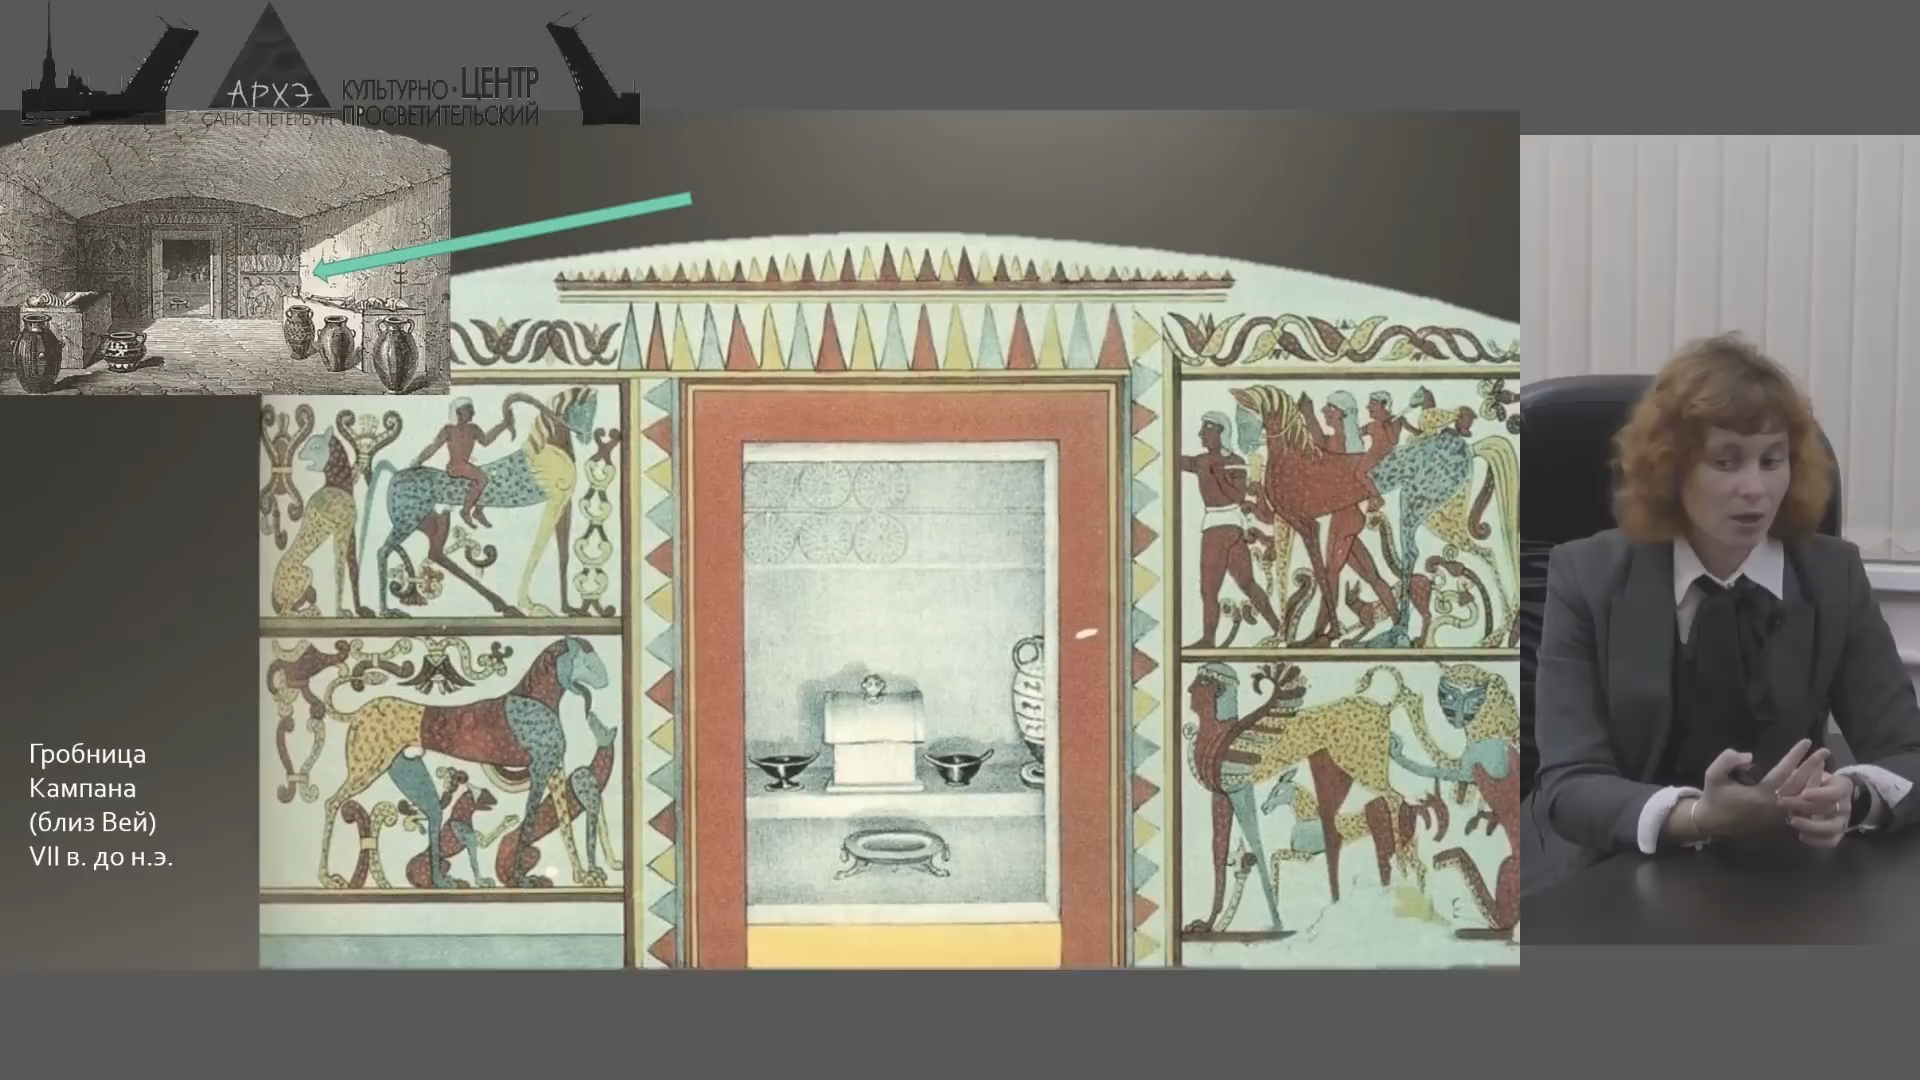 АРХЭ
САНКТ-ПЕТЕРБУРГ
КУЛЬТУРНО-ЦЕНТР
ПРОСВЕТИТЕЛЬСКИЙ
Гробница
Кампана
(близ Вей)
VII в. до н.э.